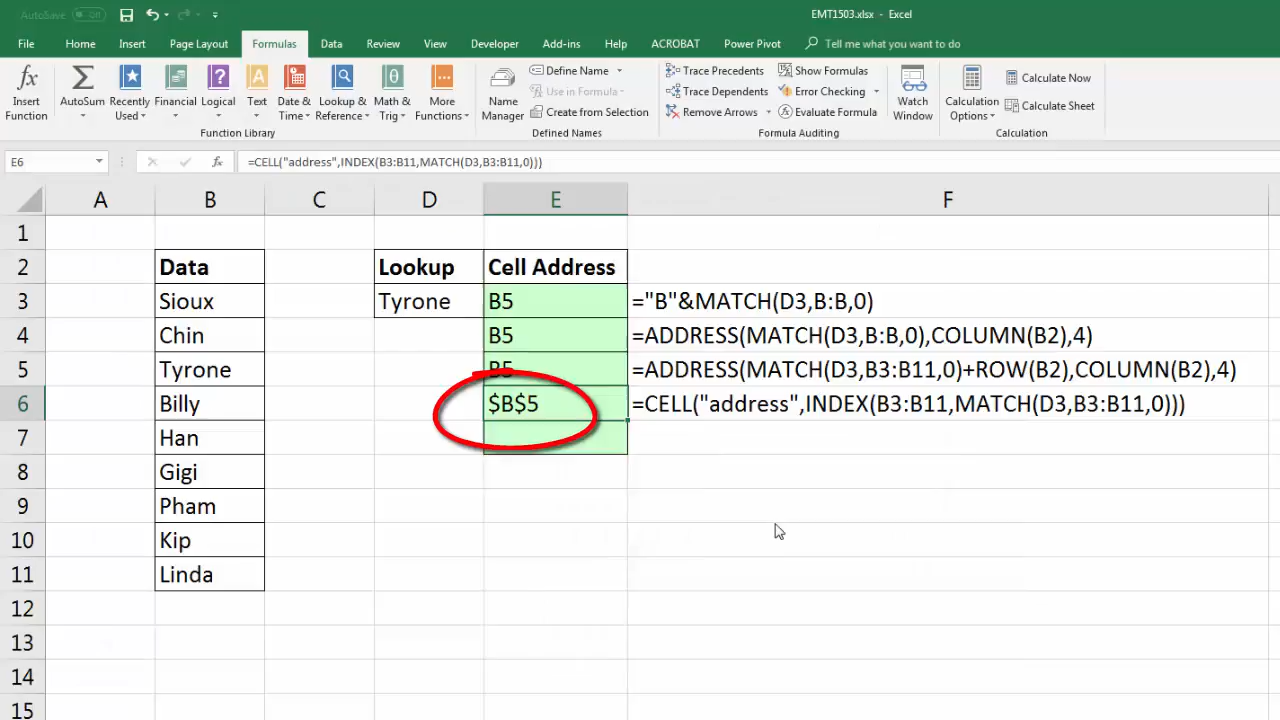 AutoSave Off
EMT1503.xlsx - Excel
File Home Insert Page Layout Formulas Data Review View Developer Add-ins Help ACROBAT Power Pivot Tell me what you want to do
fx Insert Function
Σ AutoSum
Recently Used
Financial
Logical
Text
Date & Time
Lookup & Reference
Math & Trig
More Functions
Function Library
Name Manager
Define Name
Use in Formula
Create from Selection
Defined Names
Trace Precedents
Trace Dependents
Remove Arrows
Show Formulas
Error Checking
Evaluate Formula
Formula Auditing
Watch Window
Calculation Options
Calculate Now
Calculate Sheet
Calculation
E6 fx =CELL("address",INDEX(B3:B11,MATCH(D3,B3:B11,0)))
A B C D E F
1
2 Data Lookup Cell Address
3 Sioux Tyrone B5 ="B"&MATCH(D3,B:B,0)
4 Chin B5 =ADDRESS(MATCH(D3,B:B,0),COLUMN(B2),4)
5 Tyrone B5 =ADDRESS(MATCH(D3,B3:B11,0)+ROW(B2),COLUMN(B2),4)
6 Billy $B$5 =CELL("address",INDEX(B3:B11,MATCH(D3,B3:B11,0)))
7 Han
8 Gigi
9 Pham
10 Kip
11 Linda
12
13
14
15